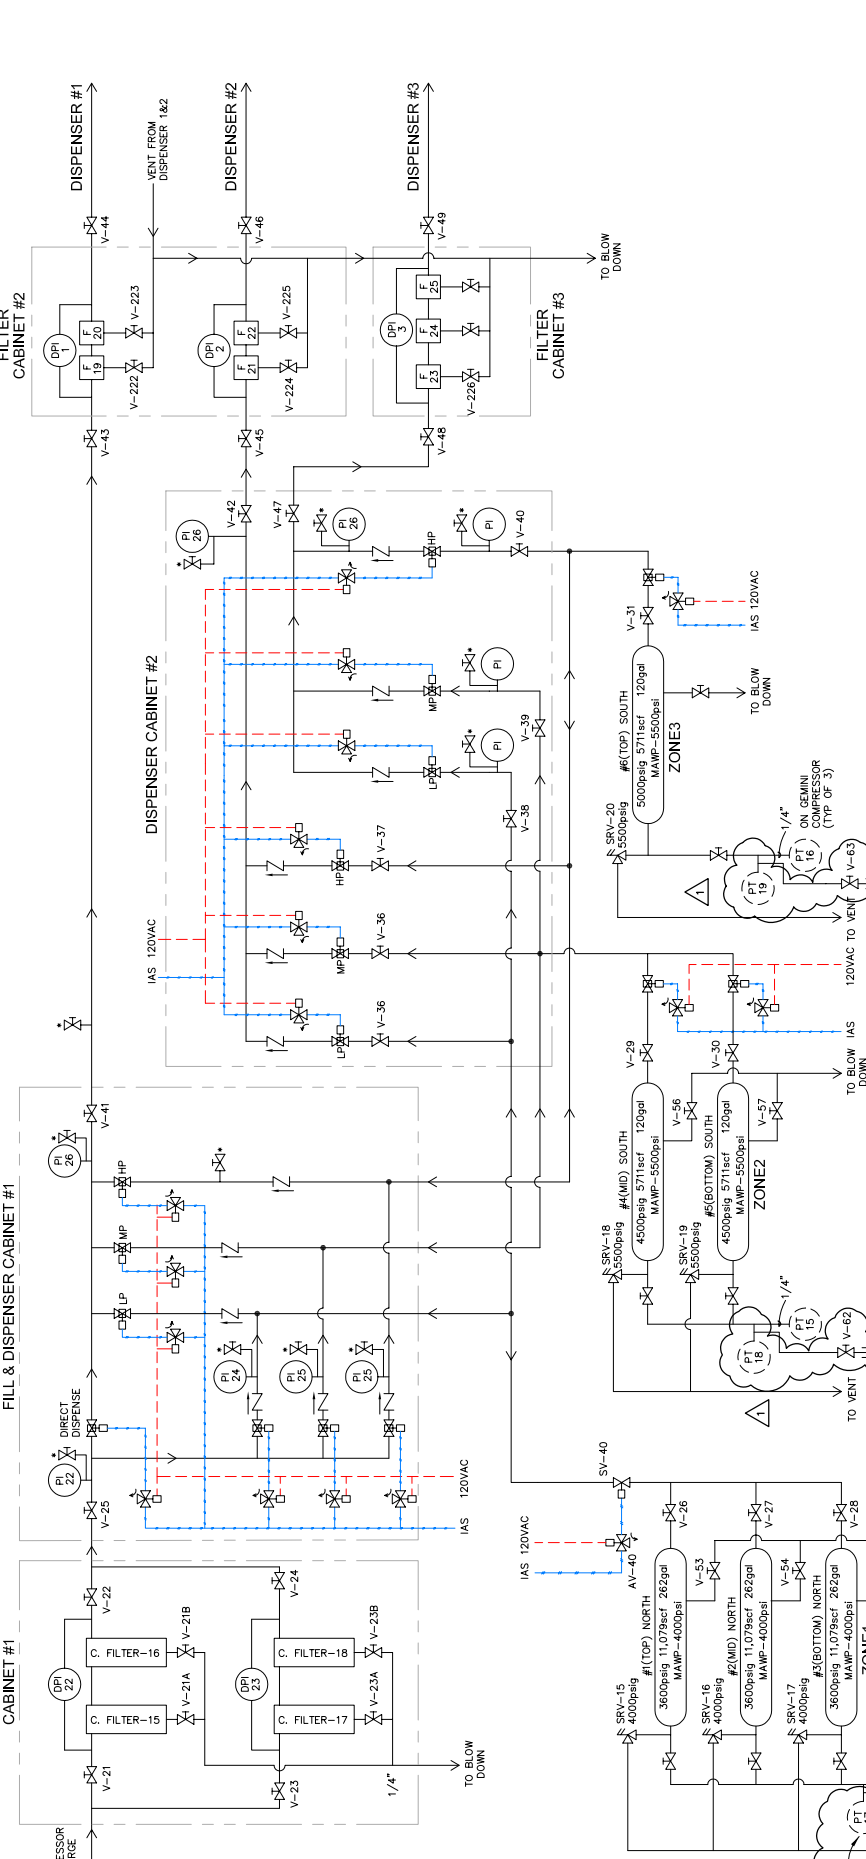 DISPENSER #1
VENT FROM
DISPENSER 1&2
DISPENSER #2
DISPENSER #3
V-44
V-46
V-49
FILTER
CABINET #2
DPI
1
F
19
F
20
V-222
V-223
DPI
2
F
21
F
22
V-224
V-225
DPI
3
F
23
F
24
F
25
V-226
TO BLOW
DOWN
FILTER
CABINET #3
V-43
V-45
V-48
DISPENSER CABINET #2
PI
26
*
V-42
V-47
*
PI
26
HP
*
PI
V-40
MP
*
PI
V-39
LP
*
PI
V-38
HP
V-37
MP
V-36
LP
V-36
IAS 120VAC
*
V-31
IAS 120VAC
#6(TOP) SOUTH
5000psig 5711scf 120gal
MAWP-5500psi
ZONE3
TO BLOW
DOWN
SRV-20
5500psig
1/4"
ON GEMINI
COMPRESSOR
(TYP OF 3)
PT
16
PT
19
V-63
1
TO VENT
120VAC
IAS
V-29
V-30
V-56
V-57
TO BLOW
DOWN
#4(MID) SOUTH
4500psig 5711scf 120gal
MAWP-5500psi
#5(BOTTOM) SOUTH
4500psig 5711scf 120gal
MAWP-5500psi
ZONE2
SRV-18
5500psig
SRV-19
5500psig
1/4"
PT
15
PT
18
V-62
1
TO VENT
FILL & DISPENSER CABINET #1
V-41
PI
26
*
HP
*
MP
LP
PI
24
*
PI
25
*
PI
25
*
DIRECT
DISPENSE
PI
22
*
V-25
120VAC
IAS
CABINET #1
V-22
V-24
DPI
22
C. FILTER-16
C. FILTER-15
V-21B
V-21A
DPI
23
C. FILTER-18
C. FILTER-17
V-23B
V-23A
V-21
V-23
1/4"
TO BLOW
DOWN
SV-40
AV-40
IAS 120VAC
V-26
V-27
V-28
V-53
V-54
#1(TOP) NORTH
3600psig 11,079scf 262gal
MAWP-4000psi
#2(MID) NORTH
3600psig 11,079scf 262gal
MAWP-4000psi
#3(BOTTOM) NORTH
3600psig 11,079scf 262gal
MAWP-4000psi
SRV-15
4000psig
SRV-16
4000psig
SRV-17
4000psig
PT